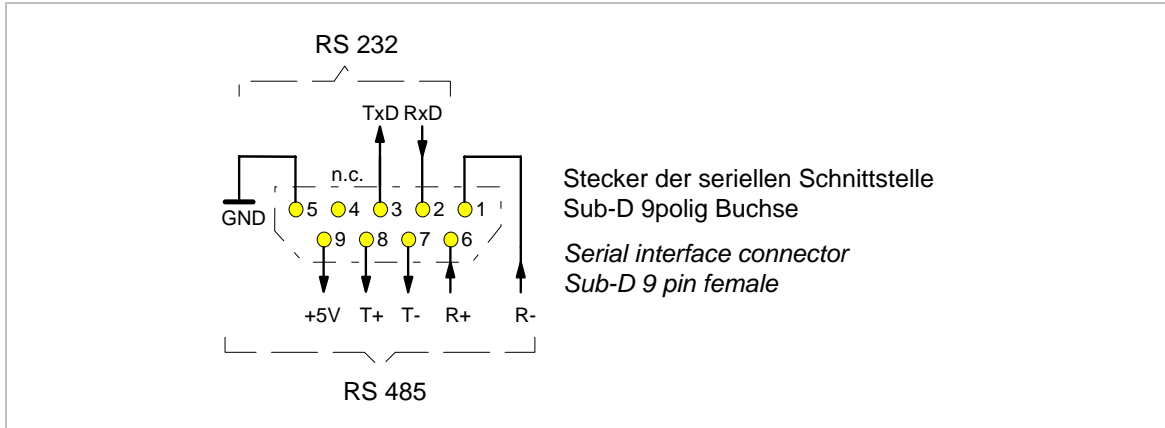 RS 232
TxD RxD
n.c.
GND
5 4 3 2 1
9 8 7 6
+5V T+ T- R+ R-
RS 485
Stecker der seriellen Schnittstelle
Sub-D 9polig Buchse
Serial interface connector
Sub-D 9 pin female